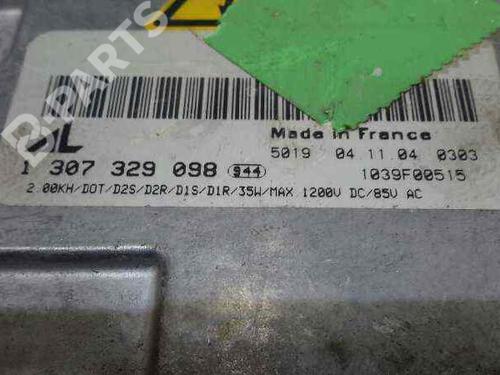 B-PARTS
AL
Made in France
5019 04 11.04 0303
1 307 329 098 944
1039F00515
2.00KH/DOT/D2S/D2R/D1S/D1R/35W/MAX 1200V DC/85V AC